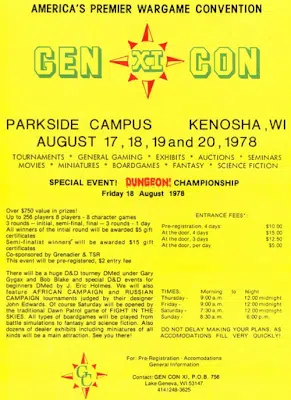 AMERICA'S PREMIER WARGAME CONVENTION
GEN XI CON
PARKSIDE CAMPUS KENOSHA, WI
AUGUST 17, 18, 19 and 20, 1978
TOURNAMENTS * GENERAL GAMING * EXHIBITS * AUCTIONS * SEMINARS
MOVIES * MINIATURES * BOARDGAMES * FANTASY * SCIENCE FICTION
SPECIAL EVENT! DUNGEON! CHAMPIONSHIP
Friday 18 August 1978
Over $750 value in prizes!
Up to 256 players 8 players - 8 character games
3 rounds - initial, semi-final, final - 3 rounds - 1 day
All winners of the intial round will be awarded $5 gift
certificates
Semi-finalist winners will be awarded $15 gift
certificates
Co-sponsored by Grenadier & TSR
This event will be pre-registered, $2 entry fee
ENTRANCE FEES*:
Pre-registration, 4 day $10.00
At the door, 4 days $15.00
At the door, 3 days $12.50
At the door, per day $5.00
There will be a huge D&D tourney DMed under Gary
Gygax and Bob Blake and special D&D events for
beginners DMed by J. Eric Holmes. We will also
feature AFRICAN CAMPAIGN and RUSSIAN
CAMPAIGN tournaments judged by their designer
John Edwards. Of course Saturday will be opened by
the traditional Dawn Patrol game of FIGHT IN THE
SKIES. All types of boardgames will be played from
battle simulations to fantasy and science fiction. Also
dozens of dealer exhibits including miniatures of all
kinds will be a main attraction. See you there!
TIMES: Morning to Night
Thursday - 9:00 a.m. 12:00 midnight
Friday - 9:00 a.m. 12:00 midnight
Saturday - 7:30 a.m. 12:00 midnight
Sunday - 8:30 a.m. 6:00 p.m.
DO NOT DELAY MAKING YOUR PLANS, AS
ACCOMODATIONS FILL VERY QUICKLY!
For: Pre-Registration - Accomodations
General Information
GEN CON XI, P.O.B. 756
Lake Geneva, WI 53147
414/248-3625